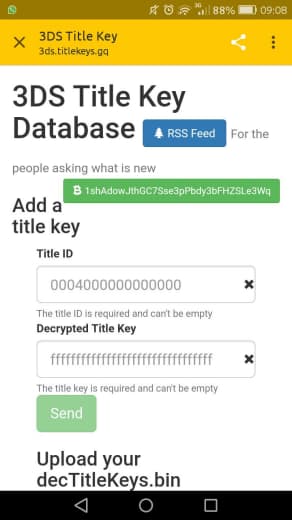 3G 88% 09:08
3DS Title Key
3ds.titlekeys.gq
3DS Title Key
Database RSS Feed For the
people asking what is new
1shAdowJthGC7Sse3pPbdy3bFHZSLe3Wq
Add a
title key
Title ID
0004000000000000
The title ID is required and can't be empty
Decrypted Title Key
ffffffffffffffffffffffffffffffff
The title key is required and can't be empty
Send
Upload your
decTitleKeys.bin